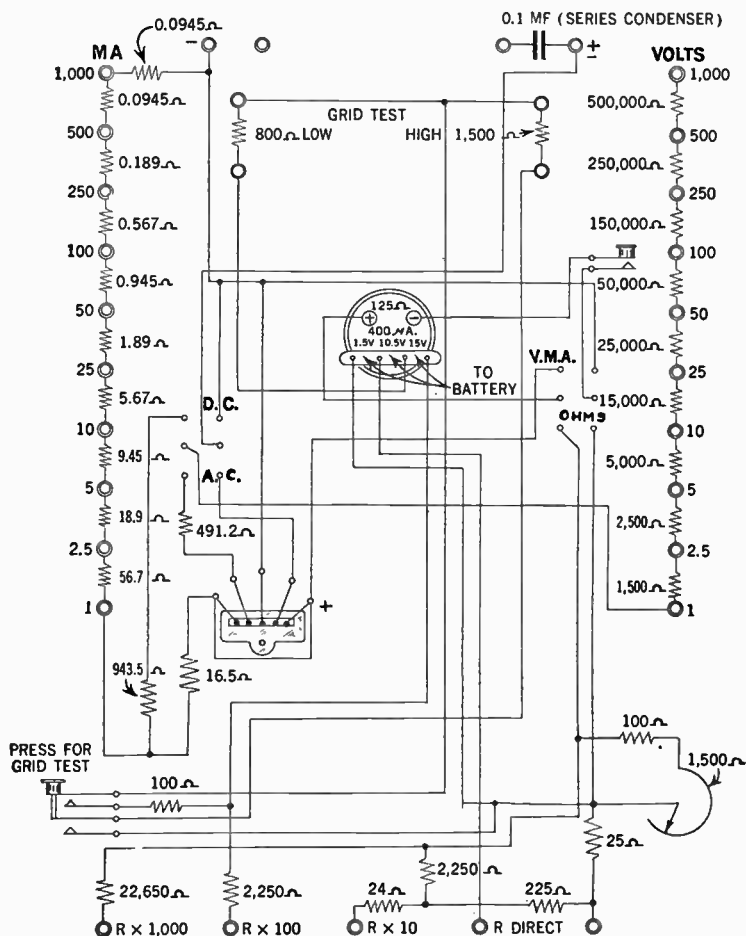 0.0945Ω
0.1 MF (SERIES CONDENSER)
MA
−
±
VOLTS
1,000
1,000
0.0945Ω
GRID TEST
500,000Ω
500
800Ω LOW
HIGH 1,500Ω
500
0.189Ω
250,000Ω
250
250
0.567Ω
150,000Ω
100
100
0.945Ω
50,000Ω
125Ω
50
+ −
50
400 μA.
1.5V 10.5V 15V
1.89Ω
25,000Ω
TO
BATTERY
V.M.A.
25
25
5.67Ω
15,000Ω
D.C.
OHMS
10
10
9.45Ω
A.C.
5,000Ω
5
5
18.9Ω
491.2Ω
2,500Ω
2.5
2.5
56.7Ω
1,500Ω
1
+
1
943.5Ω
16.5Ω
100Ω
PRESS FOR
GRID TEST
1,500Ω
100Ω
25Ω
2,250Ω
22,650Ω
2,250Ω
24Ω
225Ω
R × 1,000
R × 100
R × 10
R DIRECT